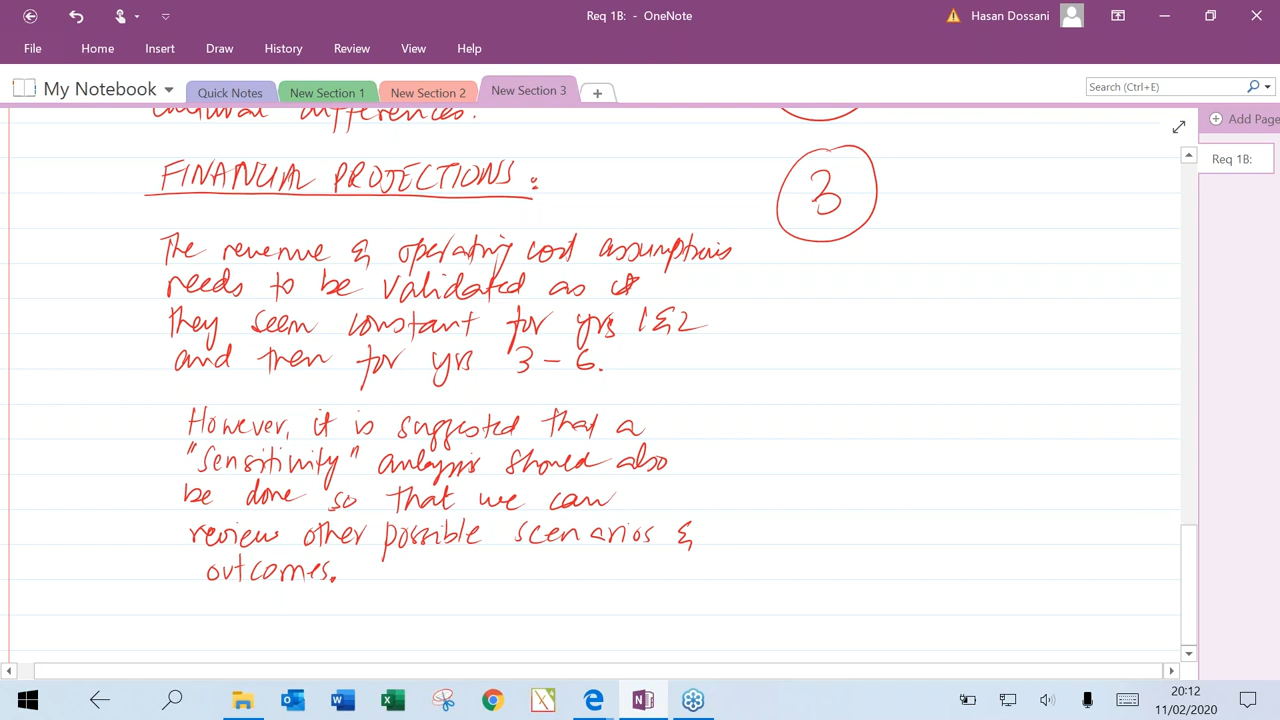 Req 1B: - OneNote
Hasan Dossani
File
Home
Insert
Draw
History
Review
View
Help
My Notebook
Quick Notes
New Section 1
New Section 2
New Section 3
Search (Ctrl+E)
Add Page
Req 1B:
cultural differences.
FINANCIAL PROJECTIONS:
3
The revenue & operating cost assumptions
needs to be validated as
they seem constant for yrs 1&2
and then for yrs 3-6.
However, it is suggested that a
"sensitivity" analysis should also
be done so that we can
review other possible scenarios &
outcomes.
20:12
11/02/2020